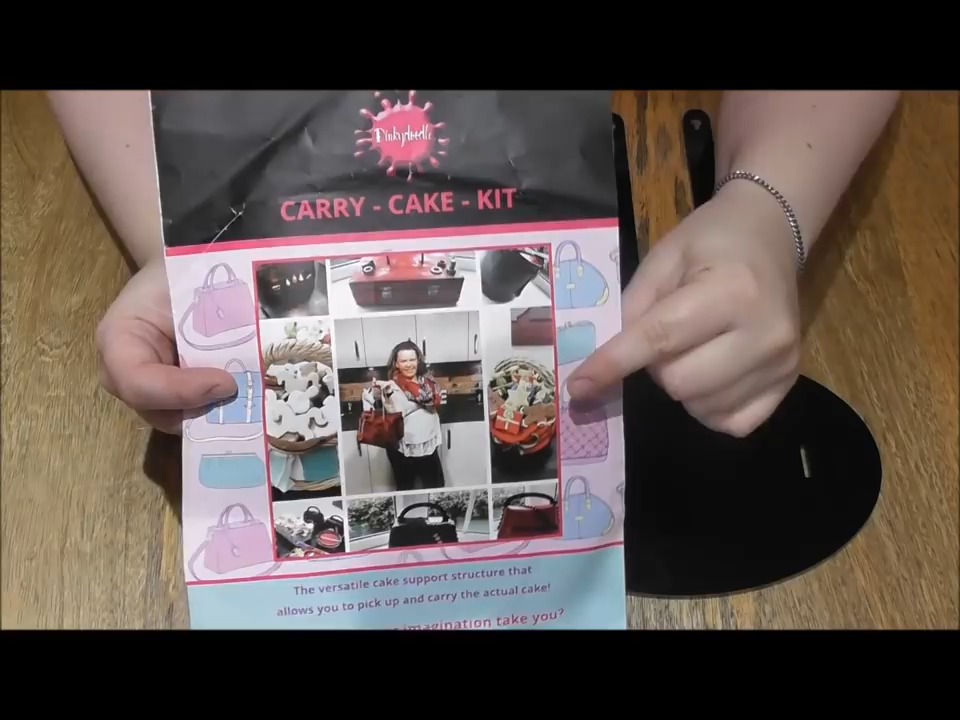 Dinkydoodle
CARRY - CAKE - KIT
The versatile cake support structure that
allows you to pick up and carry the actual cake!
imagination take you?